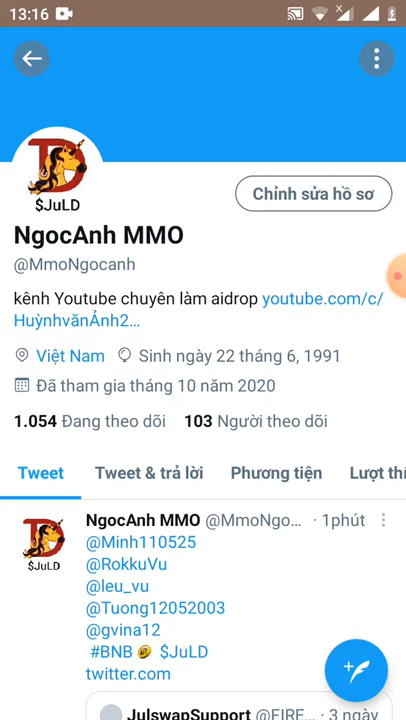 13:16
D
$JuLD
Chỉnh sửa hồ sơ
NgocAnh MMO
@MmoNgocanh
kênh Youtube chuyên làm aidrop youtube.com/c/
HuỳnhvănẢnh2…
Việt Nam Sinh ngày 22 tháng 6, 1991
Đã tham gia tháng 10 năm 2020
1.054 Đang theo dõi 103 Người theo dõi
Tweet Tweet & trả lời Phương tiện Lượt thí
NgocAnh MMO @MmoNgo... · 1phút
D
$JuLD
@Minh110525
@RokkuVu
@leu_vu
@Tuong12052003
@gvina12
#BNB $JuLD
twitter.com
JulswapSupport @FIRE... · 3 ngày